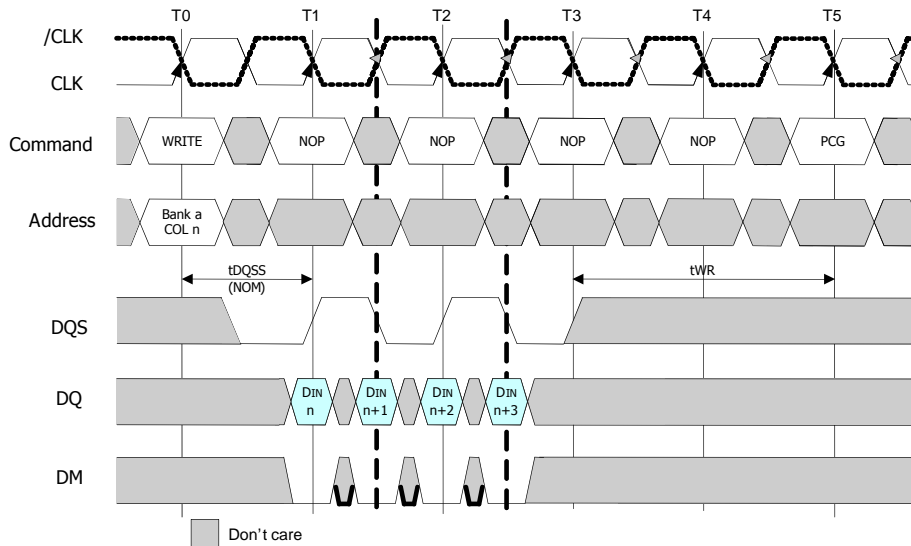 T0 T1 T2 T3 T4 T5
/CLK
CLK
Command WRITE NOP NOP NOP NOP PCG
Address Bank a
COL n
tDQSS
(NOM)
tWR
DQS
DQ DIN
n DIN
n+1 DIN
n+2 DIN
n+3
DM
Don't care